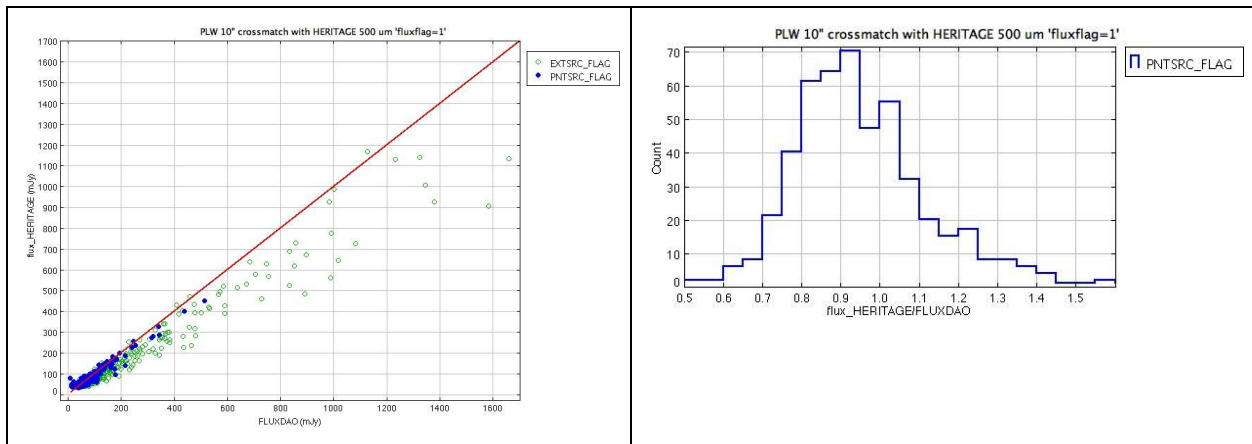 PLW 10" crossmatch with HERITAGE 500 um 'fluxflag=1'
1700
1600
1500
1400
1300
1200
1100
1000
900
800
700
600
500
400
300
200
100
0
flux_HERITAGE (mJy)
0 200 400 600 800 1000 1200 1400 1600
FLUXDAO (mJy)
EXTSRC_FLAG
PNTSRC_FLAG
PLW 10" crossmatch with HERITAGE 500 um 'fluxflag=1'
70
60
50
40
30
20
10
0
Count
0.5 0.6 0.7 0.8 0.9 1.0 1.1 1.2 1.3 1.4 1.5
flux_HERITAGE/FLUXDAO
PNTSRC_FLAG